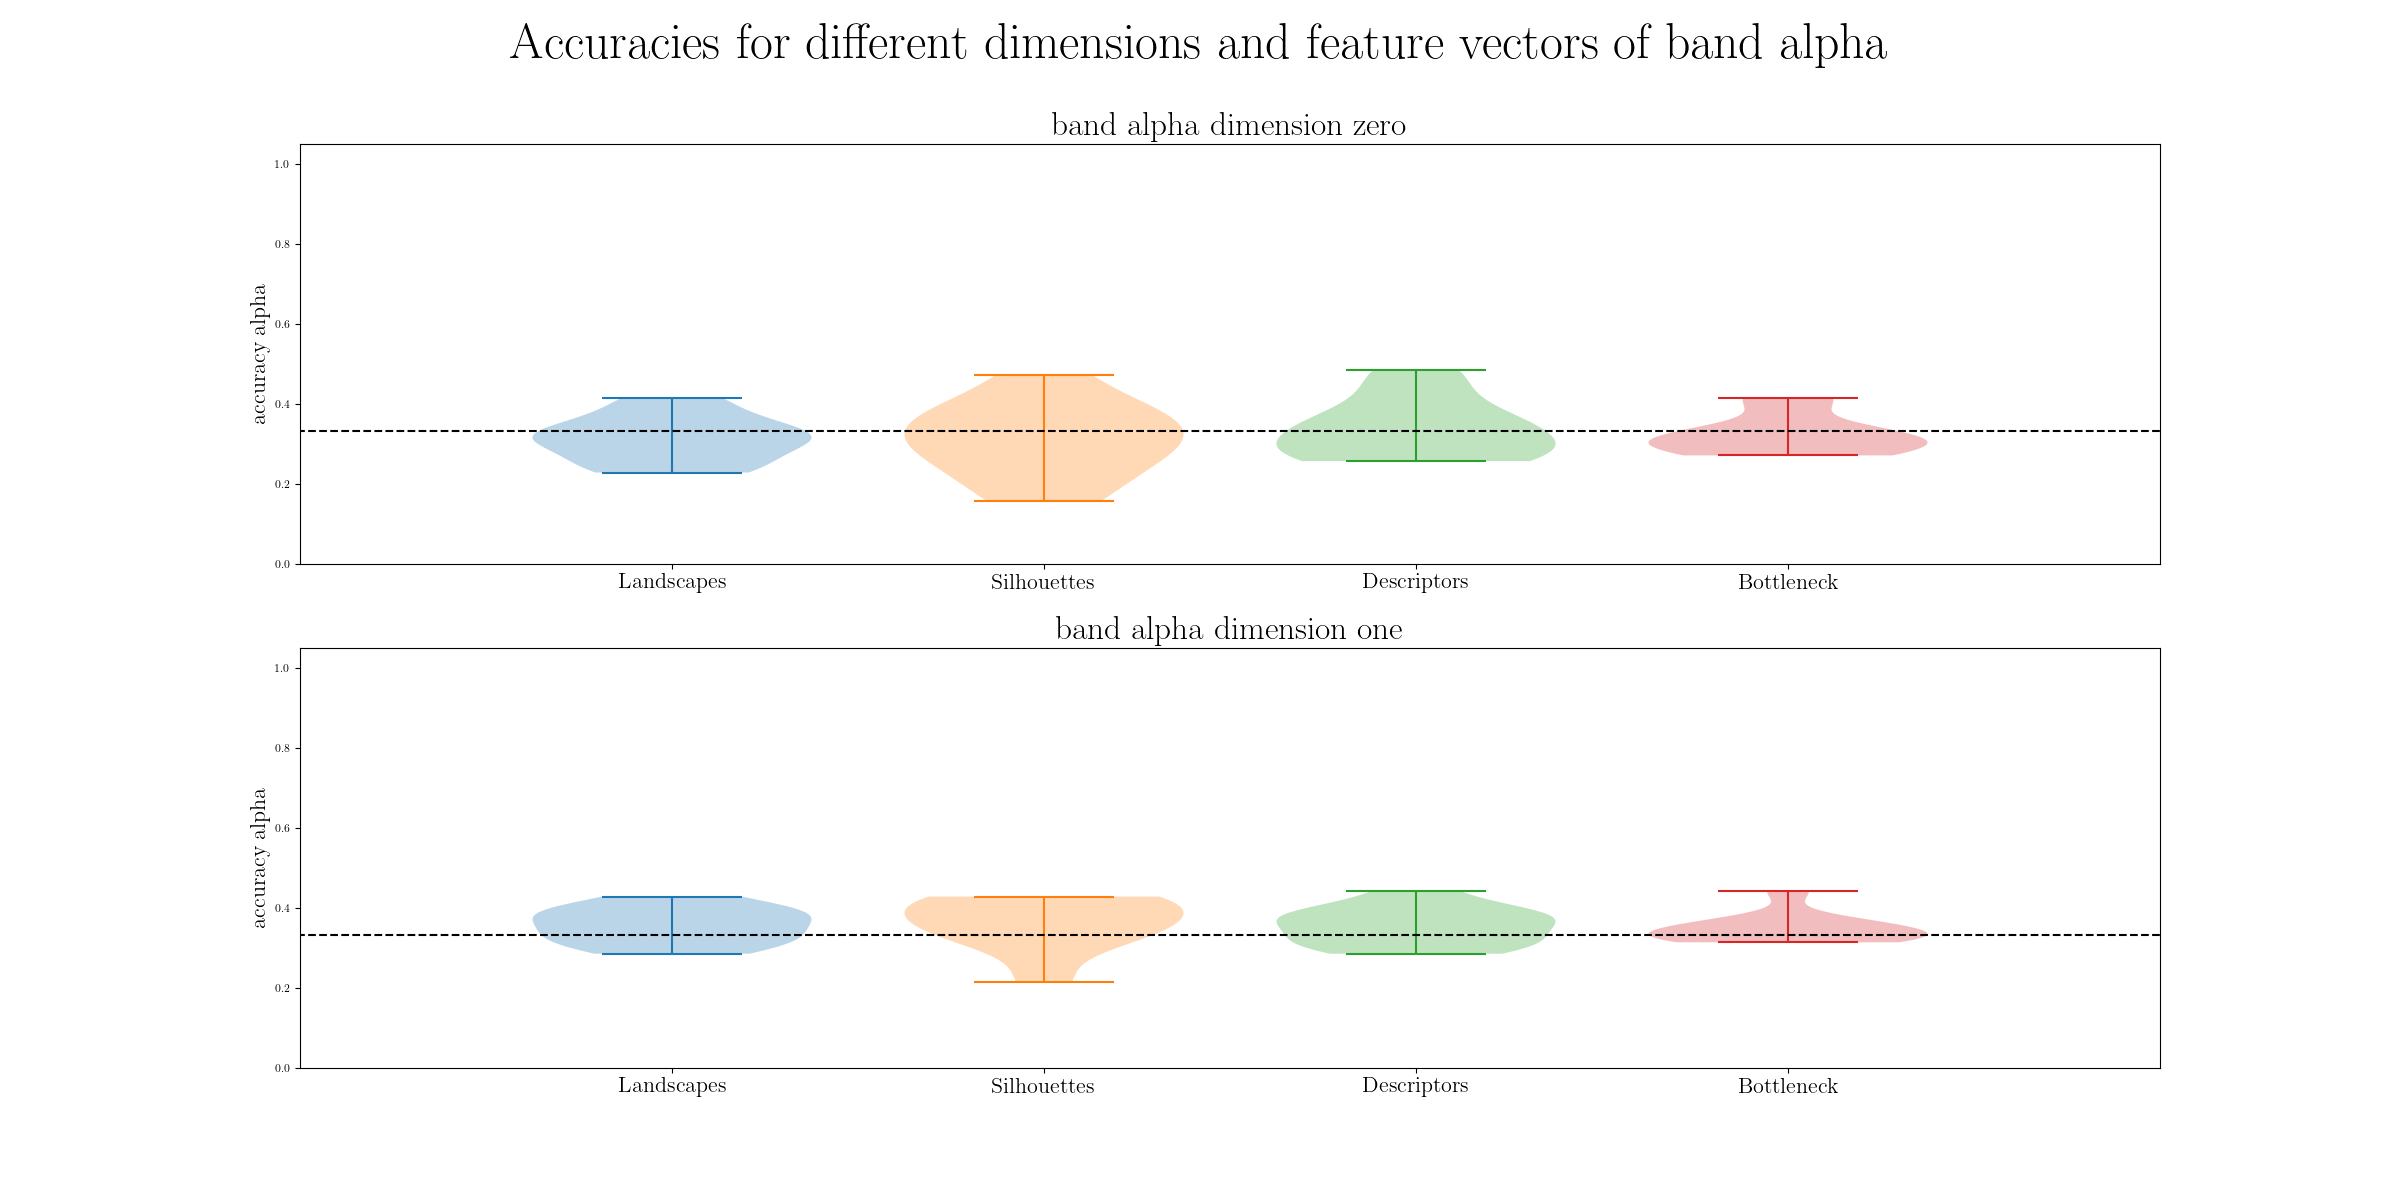 Accuracies for different dimensions and feature vectors of band alpha
band alpha dimension zero
1.0
0.8
0.6
0.4
0.2
0.0
accuracy alpha
Landscapes Silhouettes Descriptors Bottleneck
band alpha dimension one
1.0
0.8
0.6
0.4
0.2
0.0
accuracy alpha
Landscapes Silhouettes Descriptors Bottleneck